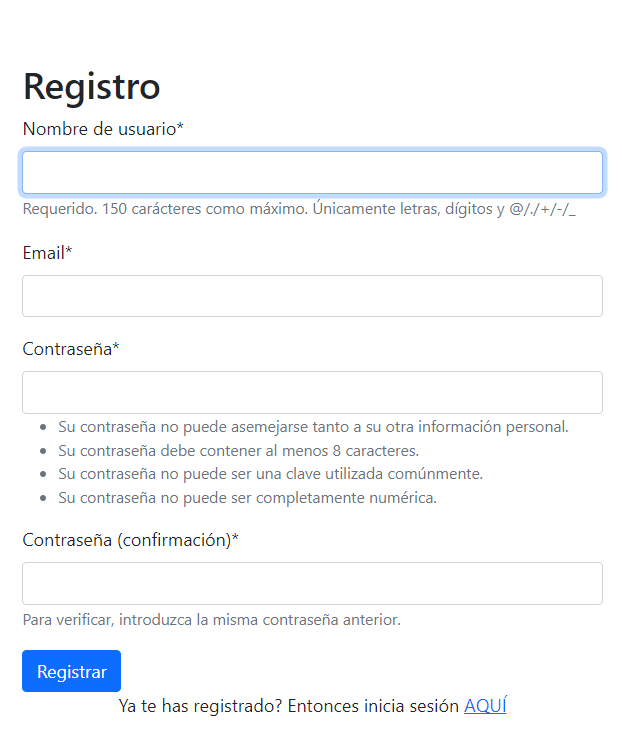 Registro
Nombre de usuario*
Requerido. 150 carácteres como máximo. Únicamente letras, dígitos y @/./+/-/_
Email*
Contraseña*
Su contraseña no puede asemejarse tanto a su otra información personal.
Su contraseña debe contener al menos 8 caracteres.
Su contraseña no puede ser una clave utilizada comúnmente.
Su contraseña no puede ser completamente numérica.
Contraseña (confirmación)*
Para verificar, introduzca la misma contraseña anterior.
Registrar
Ya te has registrado? Entonces inicia sesión AQUÍ